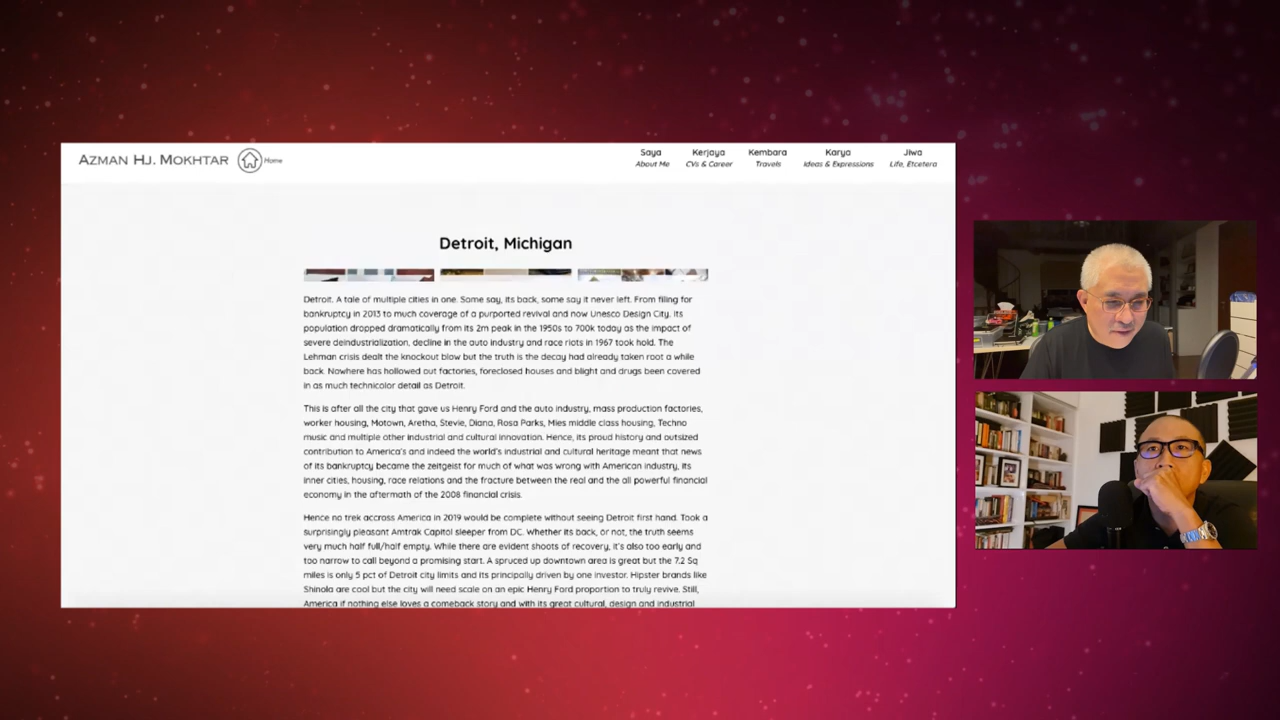 AZMAN HJ. MOKHTAR
Home
Saya
About Me
Kerjaya
CVs & Career
Kembara
Travels
Karya
Ideas & Expressions
Jiwa
Life, Etcetera
Detroit, Michigan
Detroit. A tale of multiple cities in one. Some say, its back, some say it never left. From filing for
bankruptcy in 2013 to much coverage of a purported revival and now Unesco Design City. Its
population dropped dramatically from its 2m peak in the 1950s to 700k today as the impact of
severe deindustrialization, decline in the auto industry and race riots in 1967 took hold. The
Lehman crisis dealt the knockout blow but the truth is the decay had already taken root a while
back. Nowhere has hollowed out factories, foreclosed houses and blight and drugs been covered
in as much technicolor detail as Detroit.
This is after all the city that gave us Henry Ford and the auto industry, mass production factories,
worker housing, Motown, Aretha, Stevie, Diana, Rosa Parks, Mies middle class housing, Techno
music and multiple other industrial and cultural innovation. Hence, its proud history and outsized
contribution to America's and indeed the world's industrial and cultural heritage meant that news
of its bankruptcy became the zeitgeist for much of what was wrong with American industry, its
inner cities, housing, race relations and the fracture between the real and the all powerful financial
economy in the aftermath of the 2008 financial crisis.
Hence no trek accross America in 2019 would be complete without seeing Detroit first hand. Took a
surprisingly pleasant Amtrak Capitol sleeper from DC. Whether its back, or not, the truth seems
very much half full/half empty. While there are evident shoots of recovery, it's also too early and
too narrow to call beyond a promising start. A spruced up downtown area is great but the 7.2 Sq
miles is only 5 pct of Detroit city limits and its principally driven by one investor. Hipster brands like
Shinola are cool but the city will need scale on an epic Henry Ford proportion to truly revive. Still,
America if nothing else loves a comeback story and with its great cultural, design and industrial